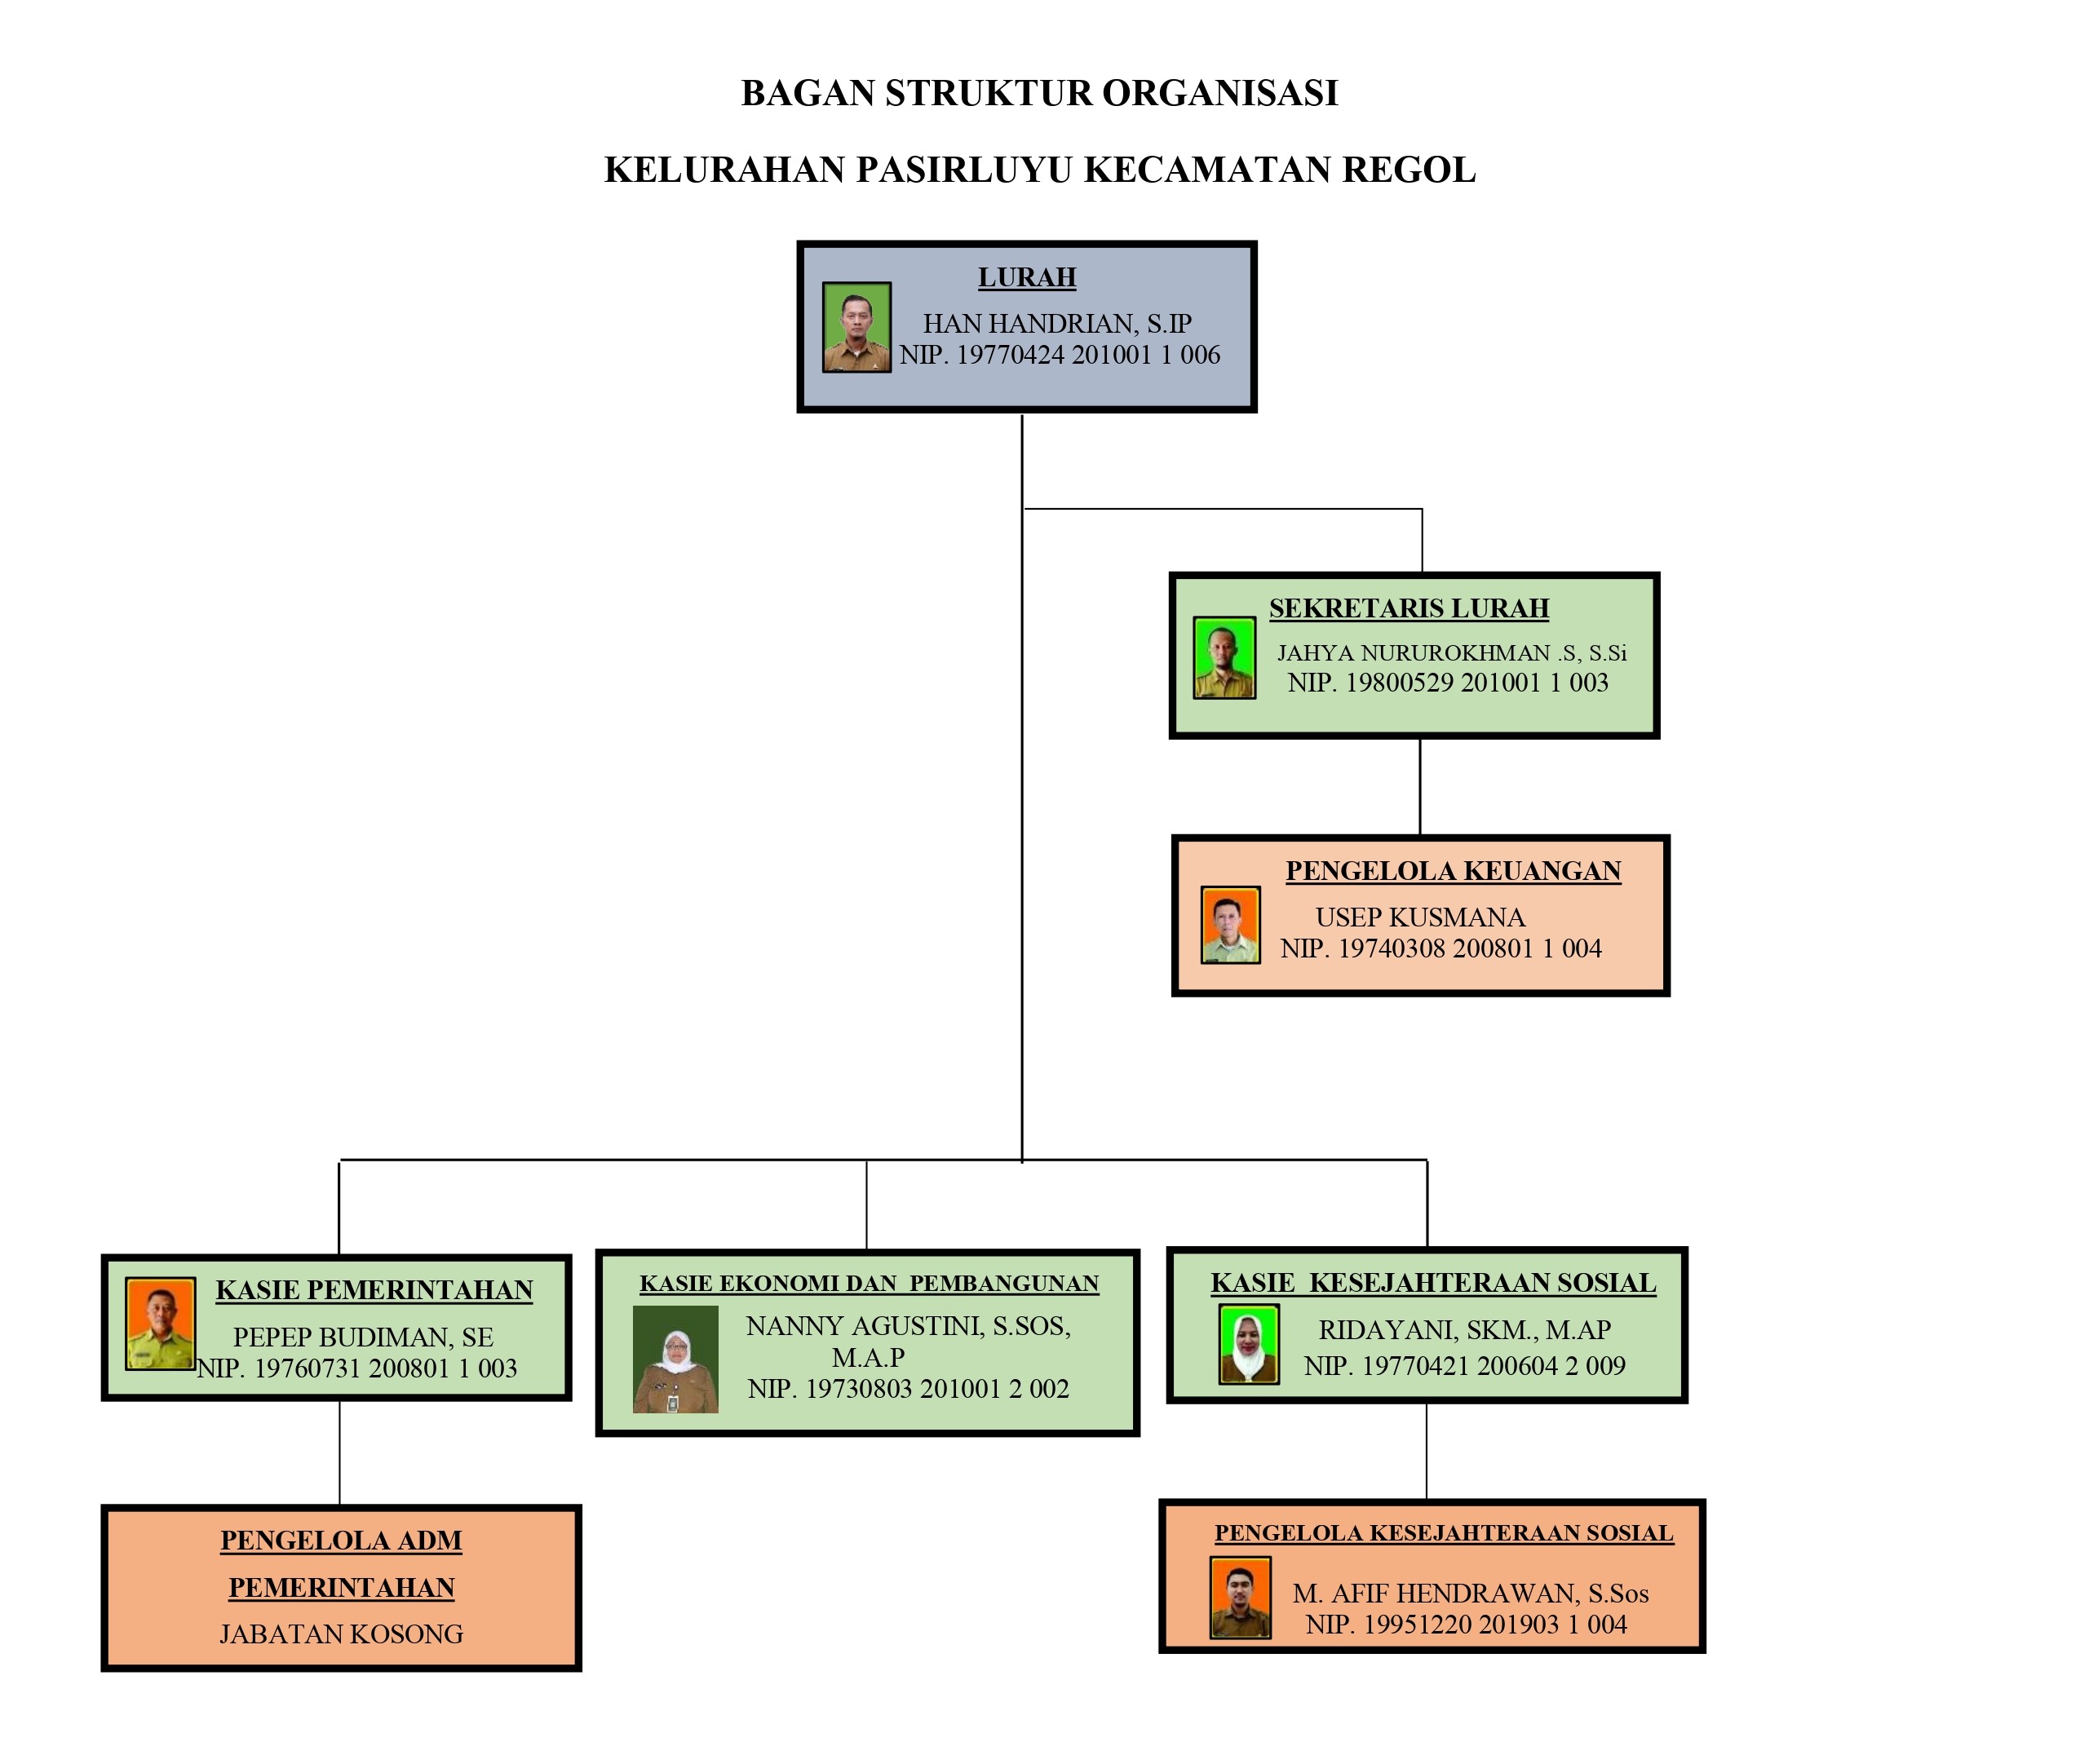 BAGAN STRUKTUR ORGANISASI
KELURAHAN PASIRLUYU KECAMATAN REGOL
LURAH
HAN HANDRIAN, S.IP
NIP. 19770424 201001 1 006
SEKRETARIS LURAH
JAHYA NURUROKHMAN .S, S.Si
NIP. 19800529 201001 1 003
PENGELOLA KEUANGAN
USEP KUSMANA
NIP. 19740308 200801 1 004
KASIE PEMERINTAHAN
PEPEP BUDIMAN, SE
NIP. 19760731 200801 1 003
KASIE EKONOMI DAN  PEMBANGUNAN
NANNY AGUSTINI, S.SOS,
M.A.P
NIP. 19730803 201001 2 002
KASIE  KESEJAHTERAAN SOSIAL
RIDAYANI, SKM., M.AP
NIP. 19770421 200604 2 009
PENGELOLA ADM
PEMERINTAHAN
JABATAN KOSONG
PENGELOLA KESEJAHTERAAN SOSIAL
M. AFIF HENDRAWAN, S.Sos
NIP. 19951220 201903 1 004